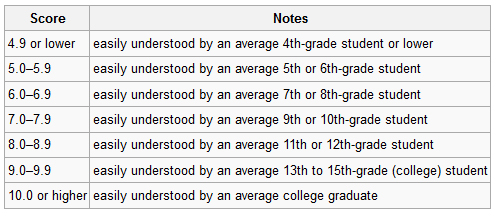 Score Notes
4.9 or lower easily understood by an average 4th-grade student or lower
5.0–5.9 easily understood by an average 5th or 6th-grade student
6.0–6.9 easily understood by an average 7th or 8th-grade student
7.0–7.9 easily understood by an average 9th or 10th-grade student
8.0–8.9 easily understood by an average 11th or 12th-grade student
9.0–9.9 easily understood by an average 13th to 15th-grade (college) student
10.0 or higher easily understood by an average college graduate